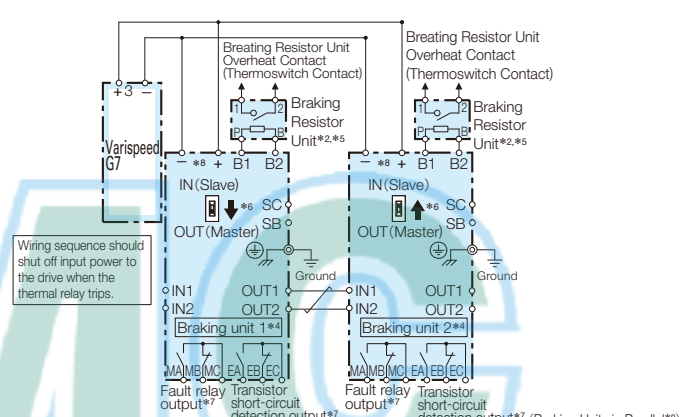 Breating Resistor Unit
Overheat Contact
(Thermoswitch Contact)
Breating Resistor Unit
Overheat Contact
(Thermoswitch Contact)
+3 −
Varispeed
G7
1 2
P B
Braking
Resistor
Unit*2,*5
1 2
P B
Braking
Resistor
Unit*2,*5
− *8 + B1 B2
IN(Slave)
*6
OUT(Master)
SC
SB
Ground
IN1 OUT1
IN2 OUT2
Braking unit 1*4
MA MB MC EA EB EC
Fault relay
output*7
Transistor
short-circuit
detection output*7
− *8 + B1 B2
IN(Slave)
*6
OUT(Master)
SC
SB
Ground
IN1 OUT1
IN2 OUT2
Braking unit 2*4
MA MB MC EA EB EC
Fault relay
output*7
Transistor
short-circuit
detection output*7
Wiring sequence should
shut off input power to
the drive when the
thermal relay trips.